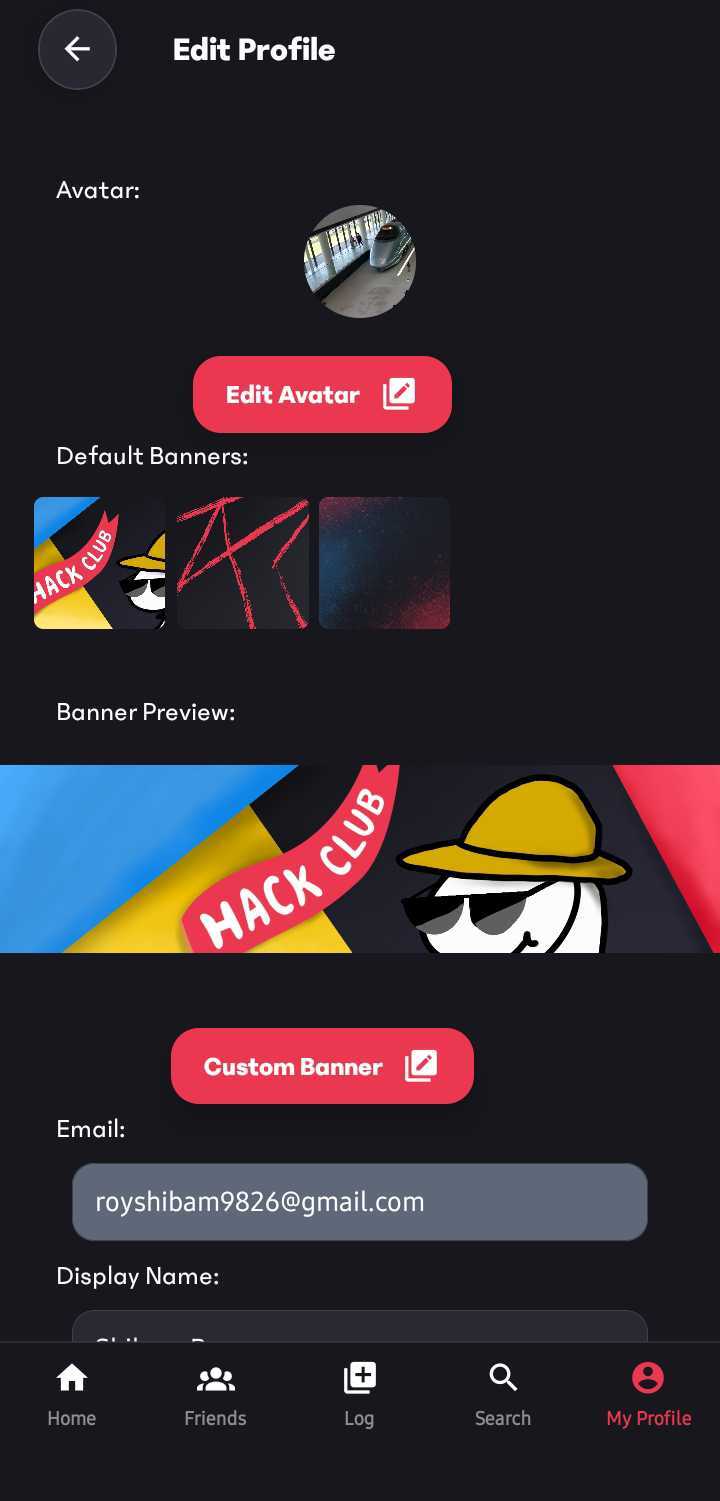 Edit Profile
Avatar:
Edit Avatar
Default Banners:
HACK CLUB
Banner Preview:
HACK CLUB
Custom Banner
Email:
royshibam9826@gmail.com
Display Name:
Home
Friends
Log
Search
My Profile